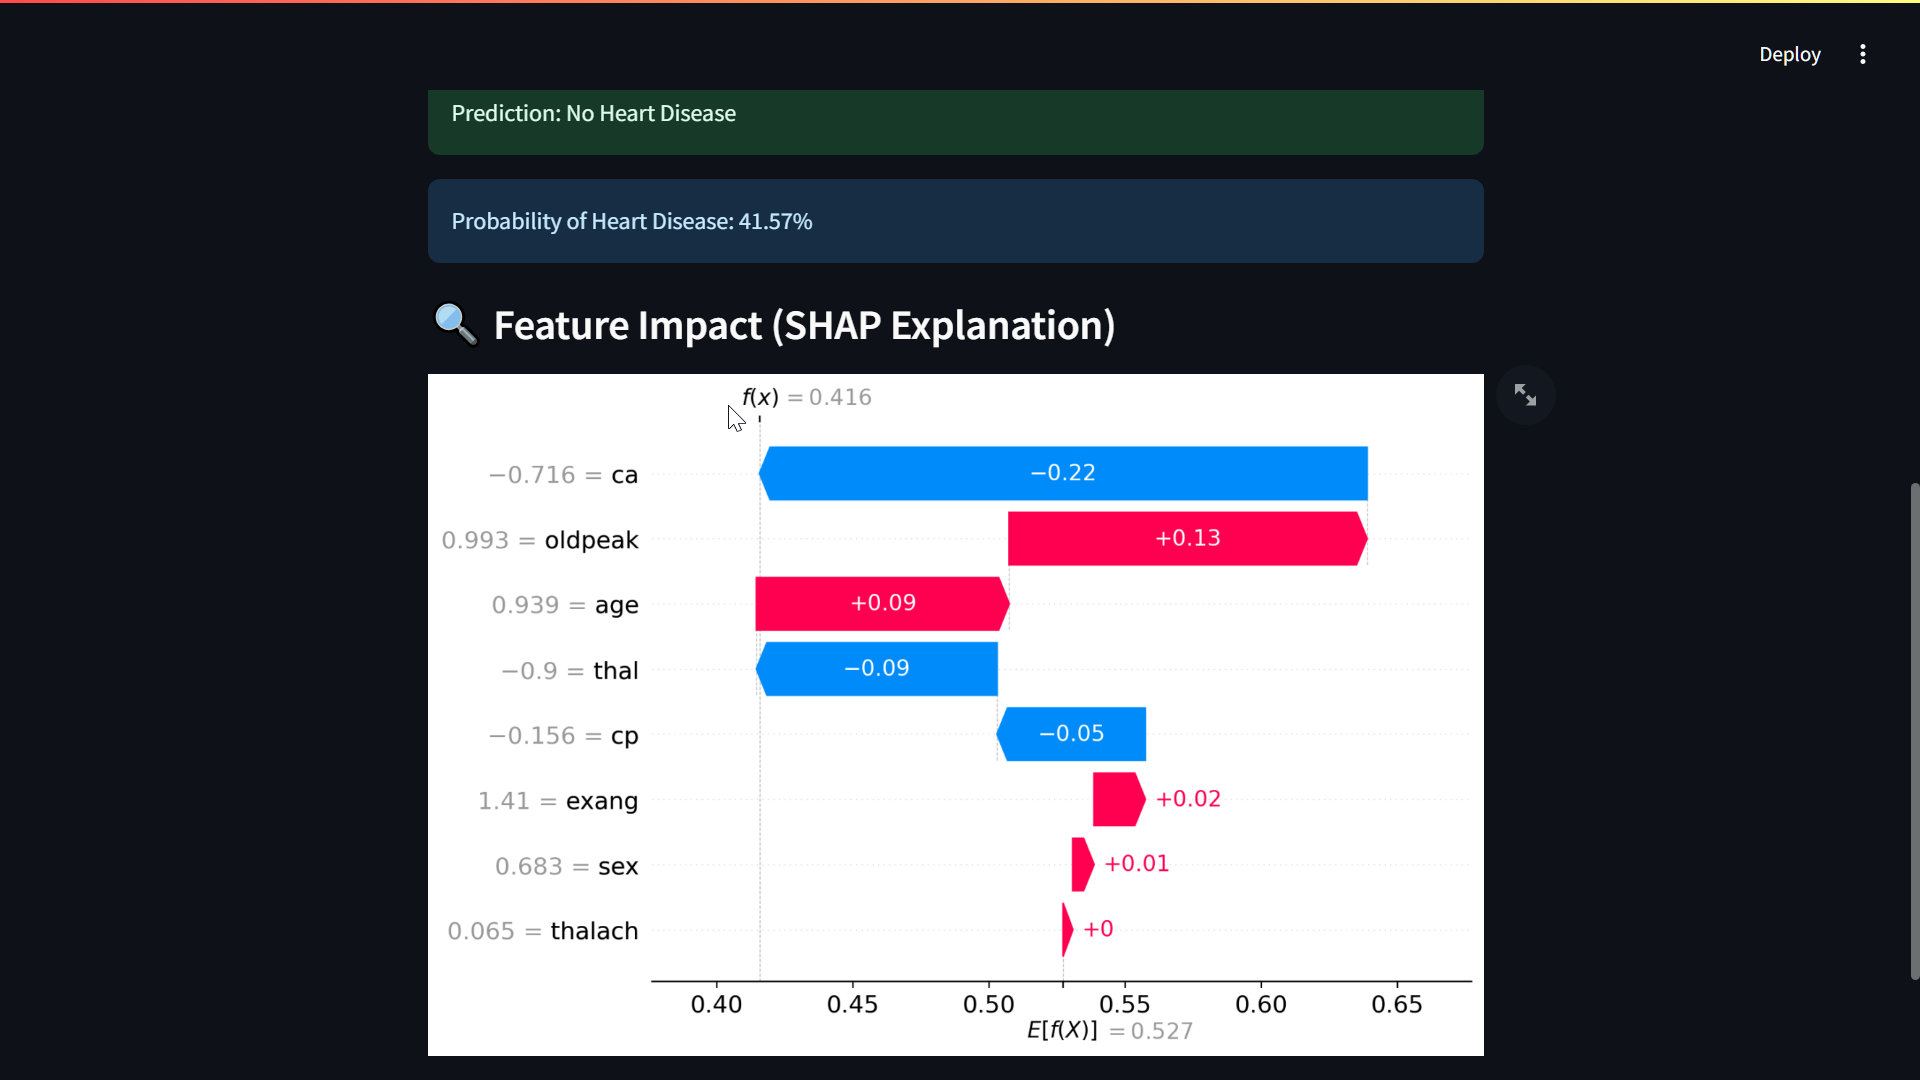 Deploy
Prediction: No Heart Disease
Probability of Heart Disease: 41.57%
Feature Impact (SHAP Explanation)
f(x) = 0.416
−0.716 = ca −0.22
0.993 = oldpeak +0.13
0.939 = age +0.09
−0.9 = thal −0.09
−0.156 = cp −0.05
1.41 = exang +0.02
0.683 = sex +0.01
0.065 = thalach +0
0.40 0.45 0.50 0.55 0.60 0.65
E[f(X)] = 0.527